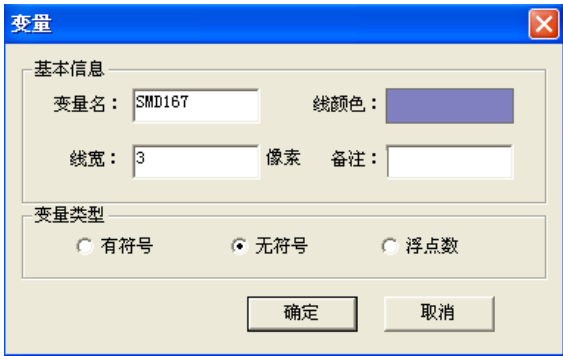 变量
基本信息
变量名： SMD167 线颜色：
线宽： 3 像素 备注：
变量类型
有符号 无符号 浮点数
确定 取消